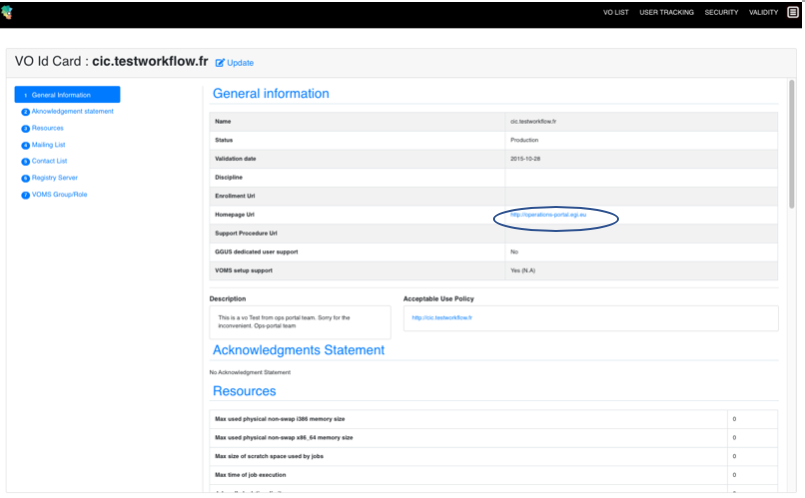 VO LIST USER TRACKING SECURITY VALIDITY
VO Id Card : cic.testworkflow.fr Update
1 General Information
2 Aknowledgement statement
3 Resources
4 Mailing List
5 Contact List
6 Registry Server
7 VOMS Group/Role
General information
Name cic.testworkflow.fr
Status Production
Validation date 2015-10-28
Discipline
Enrollment Url
Homepage Url http://operations-portal.egi.eu
Support Procedure Url
GGUS dedicated user support No
VOMS setup support Yes (N.A)
Description Acceptable Use Policy
This is a vo Test from ops portal team. Sorry for the
inconvenient. Ops-portal team
http://cic.testworkflow.fr
Acknowledgments Statement
No Acknowledgment Statement
Resources
Max used physical non-swap i386 memory size 0
Max used physical non-swap x86_64 memory size 0
Max size of scratch space used by jobs 0
Max time of job execution 0